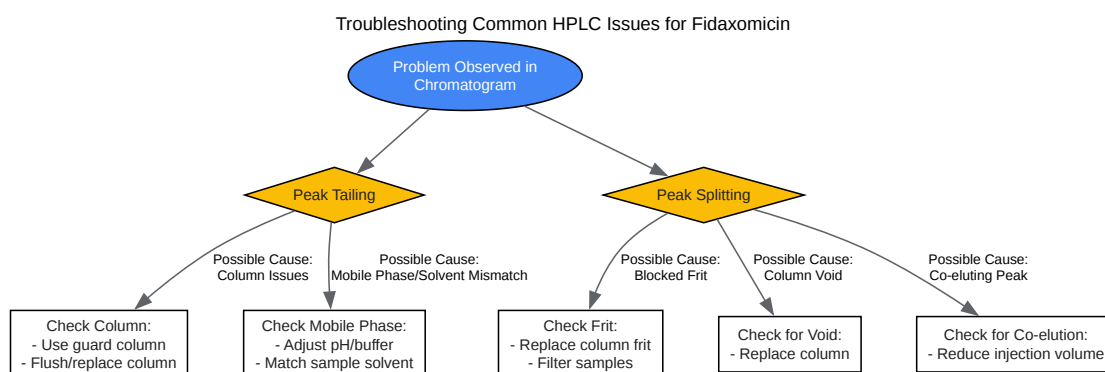 Troubleshooting Common HPLC Issues for Fidaxomicin
Problem Observed in
Chromatogram
Peak Tailing
Peak Splitting
Possible Cause:
Column Issues
Possible Cause:
Mobile Phase/Solvent Mismatch
Possible Cause:
Blocked Frit
Possible Cause:
Column Void
Possible Cause:
Co-eluting Peak
Check Column:
- Use guard column
- Flush/replace column
Check Mobile Phase:
- Adjust pH/buffer
- Match sample solvent
Check Frit:
- Replace column frit
- Filter samples
Check for Void:
- Replace column
Check for Co-elution:
- Reduce injection volume